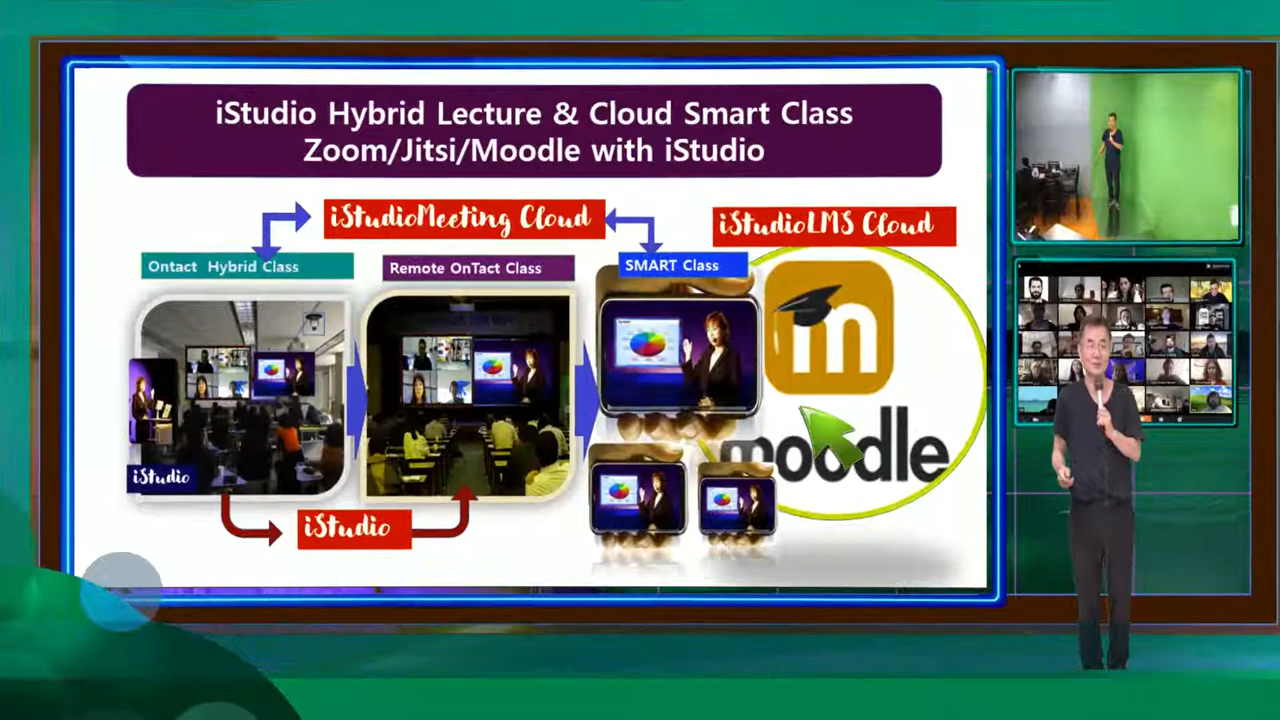 iStudio Hybrid Lecture & Cloud Smart Class
Zoom/Jitsi/Moodle with iStudio
iStudioMeeting Cloud
iStudioLMS Cloud
Ontact Hybrid Class
Remote OnTact Class
SMART Class
m
moodle
iStudio
iStudio